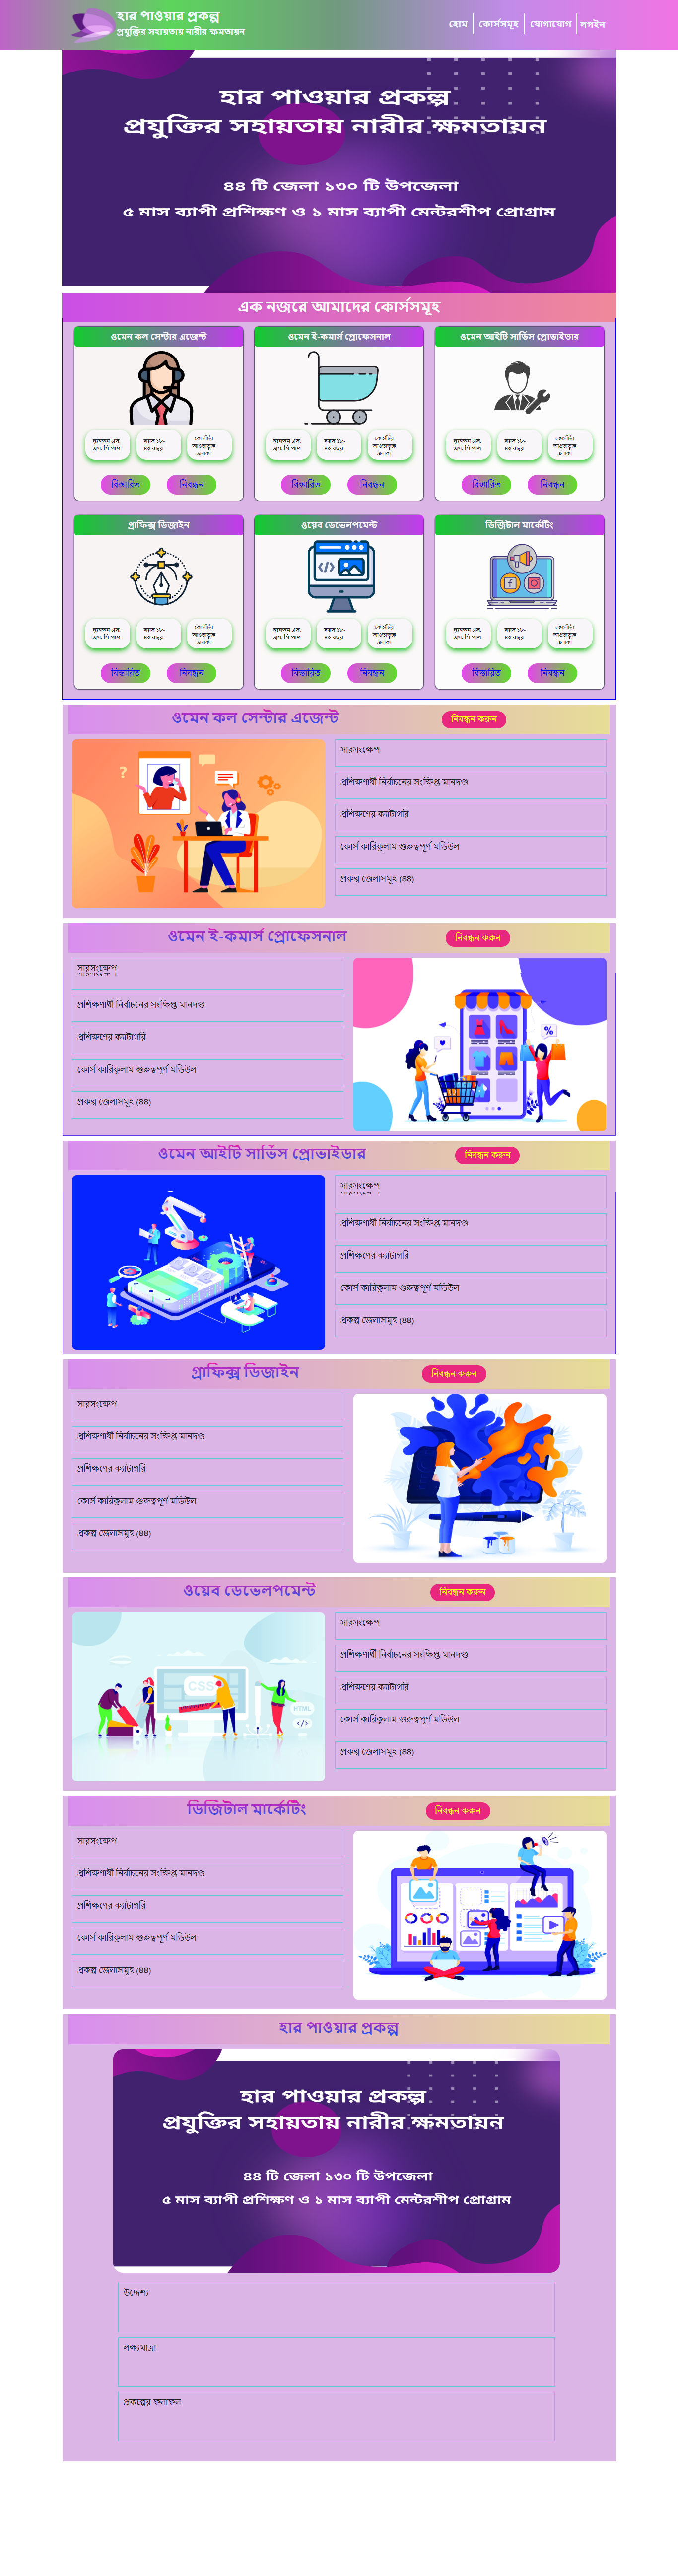 হার পাওয়ার প্রকল্প
প্রযুক্তির সহায়তায় নারীর ক্ষমতায়ন
হোম কোর্সসমূহ যোগাযোগ লগইন
হার পাওয়ার প্রকল্প
প্রযুক্তির সহায়তায় নারীর ক্ষমতায়ন
৪৪ টি জেলা ১৩০ টি উপজেলা
৫ মাস ব্যাপী প্রশিক্ষণ ও ১ মাস ব্যাপী মেন্টরশীপ প্রোগ্রাম
এক নজরে আমাদের কোর্সসমূহ
ওমেন কল সেন্টার এজেন্ট
ন্যূনতম এস.
এস. সি পাশ
বয়স ১৮-
৪০ বছর
কোর্সটির
আওতাভুক্ত
এলাকা
বিস্তারিত নিবন্ধন
ওমেন ই-কমার্স প্রোফেসনাল
ন্যূনতম এস.
এস. সি পাশ
বয়স ১৮-
৪০ বছর
কোর্সটির
আওতাভুক্ত
এলাকা
বিস্তারিত নিবন্ধন
ওমেন আইটি সার্ভিস প্রোভাইডার
ন্যূনতম এস.
এস. সি পাশ
বয়স ১৮-
৪০ বছর
কোর্সটির
আওতাভুক্ত
এলাকা
বিস্তারিত নিবন্ধন
গ্রাফিক্স ডিজাইন
ন্যূনতম এস.
এস. সি পাশ
বয়স ১৮-
৪০ বছর
কোর্সটির
আওতাভুক্ত
এলাকা
বিস্তারিত নিবন্ধন
ওয়েব ডেভেলপমেন্ট
ন্যূনতম এস.
এস. সি পাশ
বয়স ১৮-
৪০ বছর
কোর্সটির
আওতাভুক্ত
এলাকা
বিস্তারিত নিবন্ধন
ডিজিটাল মার্কেটিং
ন্যূনতম এস.
এস. সি পাশ
বয়স ১৮-
৪০ বছর
কোর্সটির
আওতাভুক্ত
এলাকা
বিস্তারিত নিবন্ধন
ওমেন কল সেন্টার এজেন্ট নিবন্ধন করুন
সারসংক্ষেপ
প্রশিক্ষণার্থী নির্বাচনের সংক্ষিপ্ত মানদণ্ড
প্রশিক্ষণের ক্যাটাগরি
কোর্স কারিকুলাম গুরুত্বপূর্ণ মডিউল
প্রকল্প জেলাসমূহ (৪৪)
ওমেন ই-কমার্স প্রোফেসনাল নিবন্ধন করুন
সারসংক্ষেপ
প্রশিক্ষণার্থী নির্বাচনের সংক্ষিপ্ত মানদণ্ড
প্রশিক্ষণের ক্যাটাগরি
কোর্স কারিকুলাম গুরুত্বপূর্ণ মডিউল
প্রকল্প জেলাসমূহ (৪৪)
ওমেন আইটি সার্ভিস প্রোভাইডার নিবন্ধন করুন
সারসংক্ষেপ
প্রশিক্ষণার্থী নির্বাচনের সংক্ষিপ্ত মানদণ্ড
প্রশিক্ষণের ক্যাটাগরি
কোর্স কারিকুলাম গুরুত্বপূর্ণ মডিউল
প্রকল্প জেলাসমূহ (৪৪)
গ্রাফিক্স ডিজাইন নিবন্ধন করুন
সারসংক্ষেপ
প্রশিক্ষণার্থী নির্বাচনের সংক্ষিপ্ত মানদণ্ড
প্রশিক্ষণের ক্যাটাগরি
কোর্স কারিকুলাম গুরুত্বপূর্ণ মডিউল
প্রকল্প জেলাসমূহ (৪৪)
ওয়েব ডেভেলপমেন্ট নিবন্ধন করুন
CSS
HTML
</>
সারসংক্ষেপ
প্রশিক্ষণার্থী নির্বাচনের সংক্ষিপ্ত মানদণ্ড
প্রশিক্ষণের ক্যাটাগরি
কোর্স কারিকুলাম গুরুত্বপূর্ণ মডিউল
প্রকল্প জেলাসমূহ (৪৪)
ডিজিটাল মার্কেটিং নিবন্ধন করুন
সারসংক্ষেপ
প্রশিক্ষণার্থী নির্বাচনের সংক্ষিপ্ত মানদণ্ড
প্রশিক্ষণের ক্যাটাগরি
কোর্স কারিকুলাম গুরুত্বপূর্ণ মডিউল
প্রকল্প জেলাসমূহ (৪৪)
হার পাওয়ার প্রকল্প
হার পাওয়ার প্রকল্প
প্রযুক্তির সহায়তায় নারীর ক্ষমতায়ন
৪৪ টি জেলা ১৩০ টি উপজেলা
৫ মাস ব্যাপী প্রশিক্ষণ ও ১ মাস ব্যাপী মেন্টরশীপ প্রোগ্রাম
উদ্দেশ্য
লক্ষ্যমাত্রা
প্রকল্পের ফলাফল